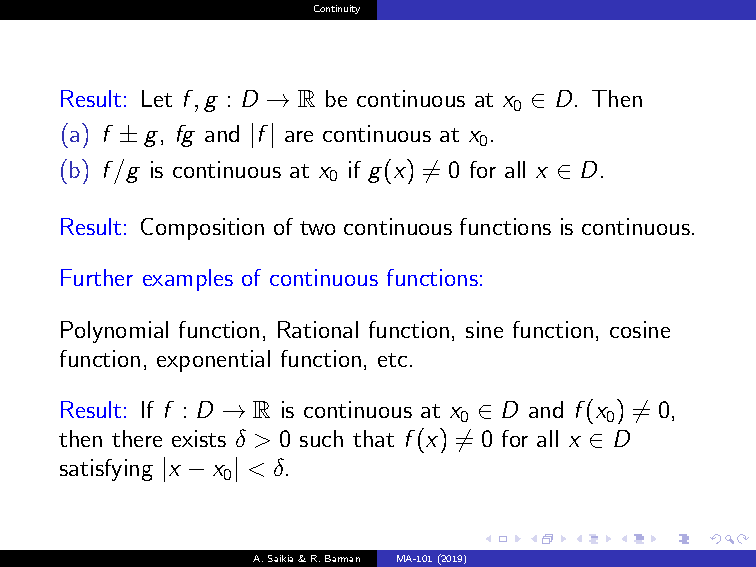 Continuity
Result: Let f, g : D → ℝ be continuous at x₀ ∈ D. Then
(a) f ± g, fg and |f| are continuous at x₀.
(b) f/g is continuous at x₀ if g(x) ≠ 0 for all x ∈ D.
Result: Composition of two continuous functions is continuous.
Further examples of continuous functions:
Polynomial function, Rational function, sine function, cosine
function, exponential function, etc.
Result: If f : D → ℝ is continuous at x₀ ∈ D and f(x₀) ≠ 0,
then there exists δ > 0 such that f(x) ≠ 0 for all x ∈ D
satisfying |x − x₀| < δ.
A. Saikia & R. Barman MA-101 (2019)